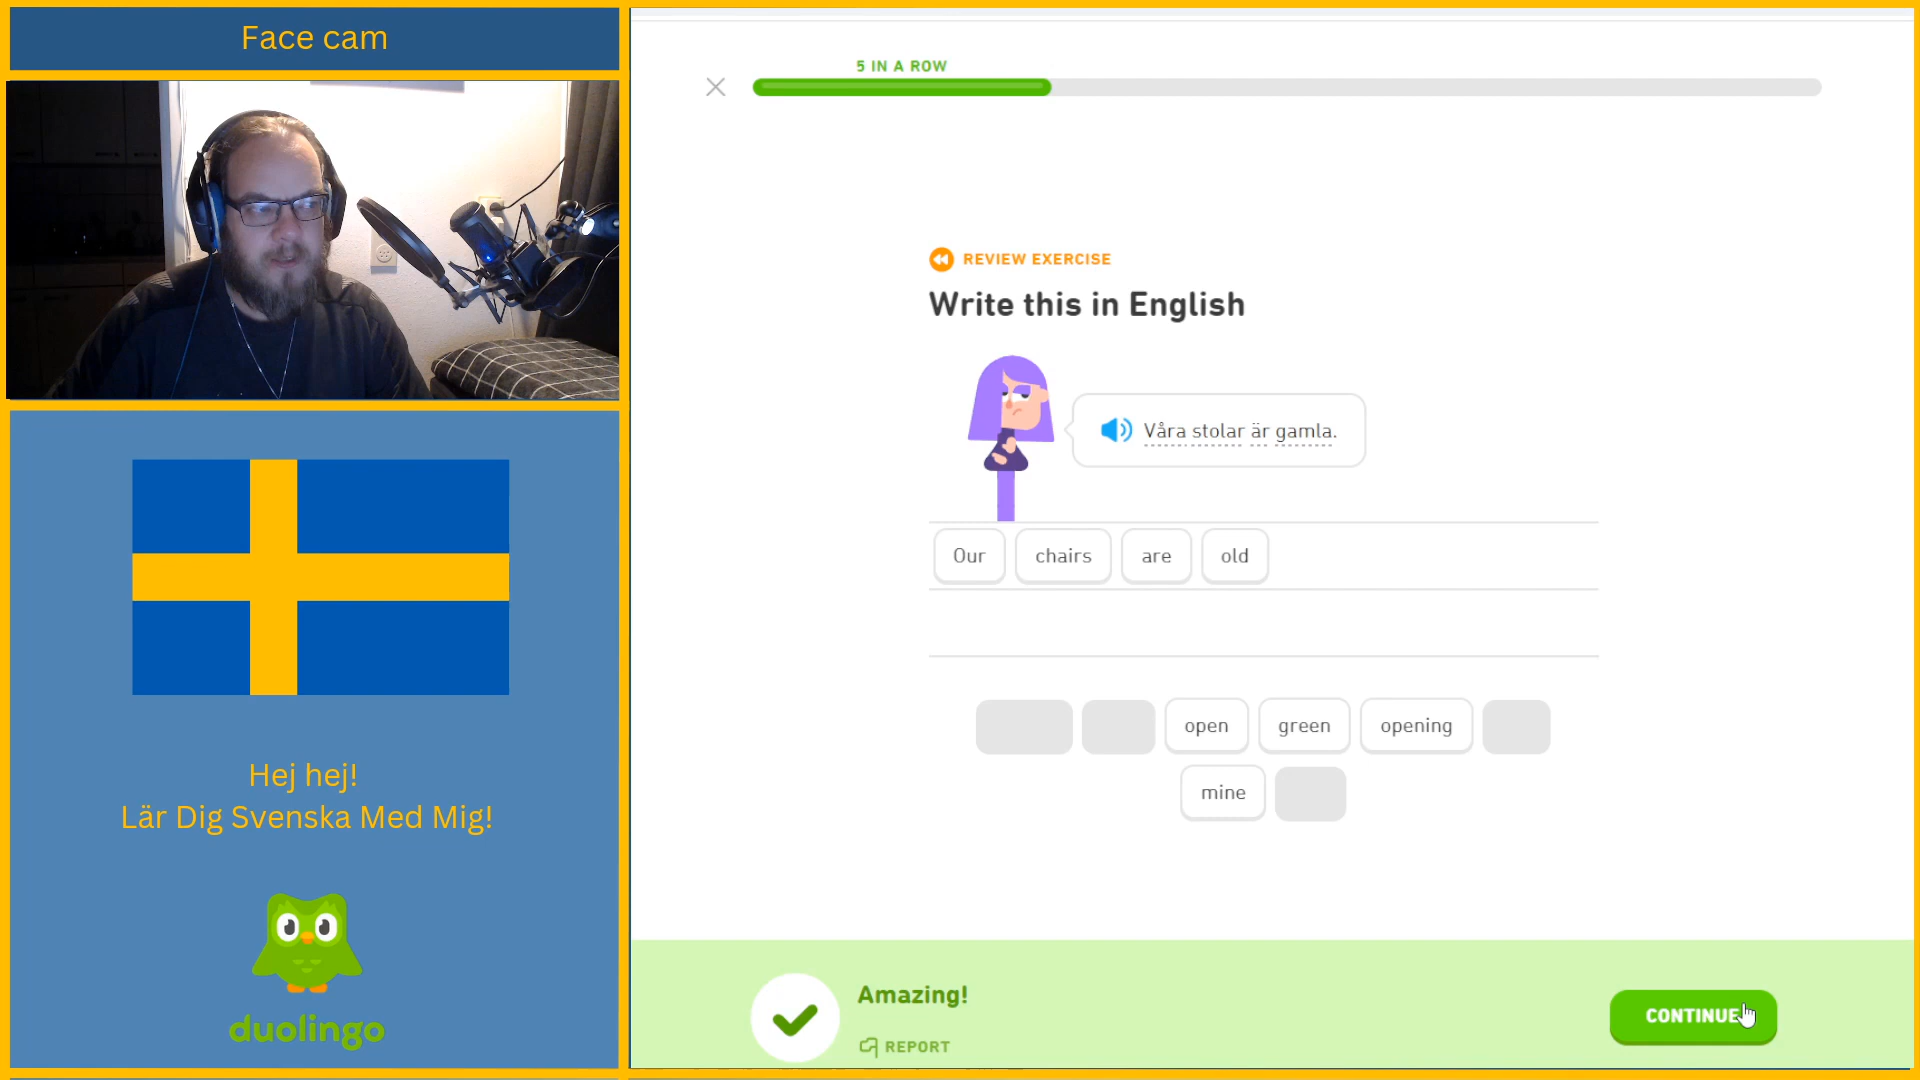 Face cam
5 IN A ROW
REVIEW EXERCISE
Write this in English
Våra stolar är gamla.
Our chairs are old
open green opening
mine
Amazing!
REPORT
CONTINUE
Hej hej!
Lär Dig Svenska Med Mig!
duolingo